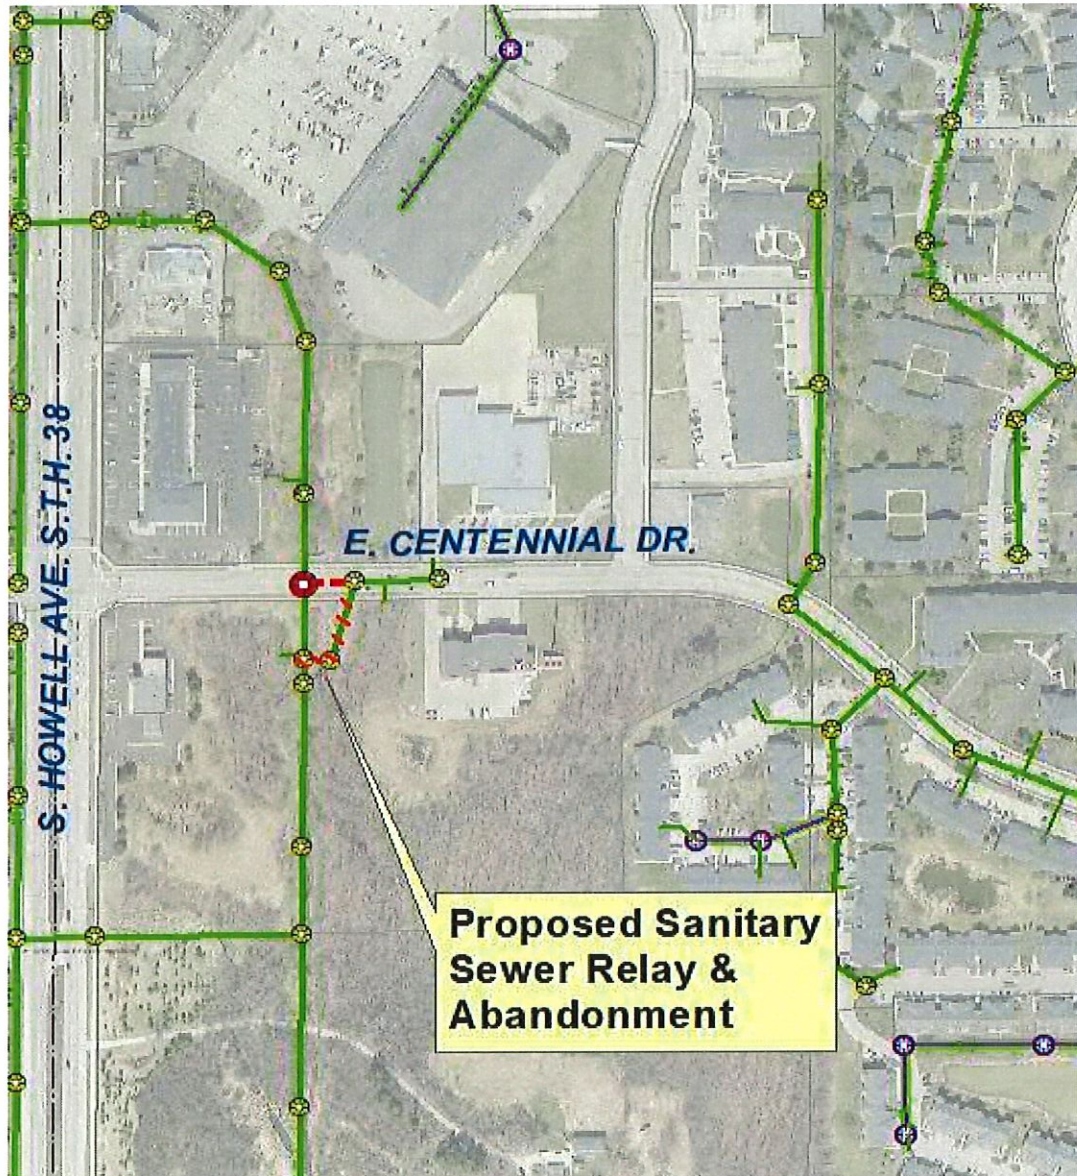 S. HOWELL AVE. S.T.H. 38
E. CENTENNIAL DR.
Proposed Sanitary
Sewer Relay &
Abandonment